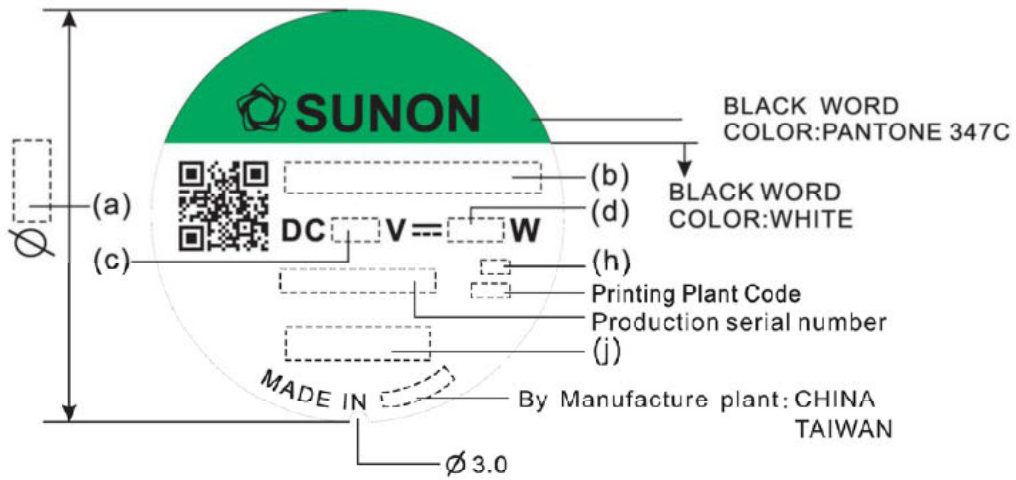 SUNON
BLACK WORD
COLOR:PANTONE 347C
(b)
BLACK WORD
COLOR:WHITE
(a)
(d)
DC V W
Ø
(c)
(h)
Printing Plant Code
Production serial number
(j)
MADE IN
By Manufacture plant: CHINA
TAIWAN
Ø 3.0